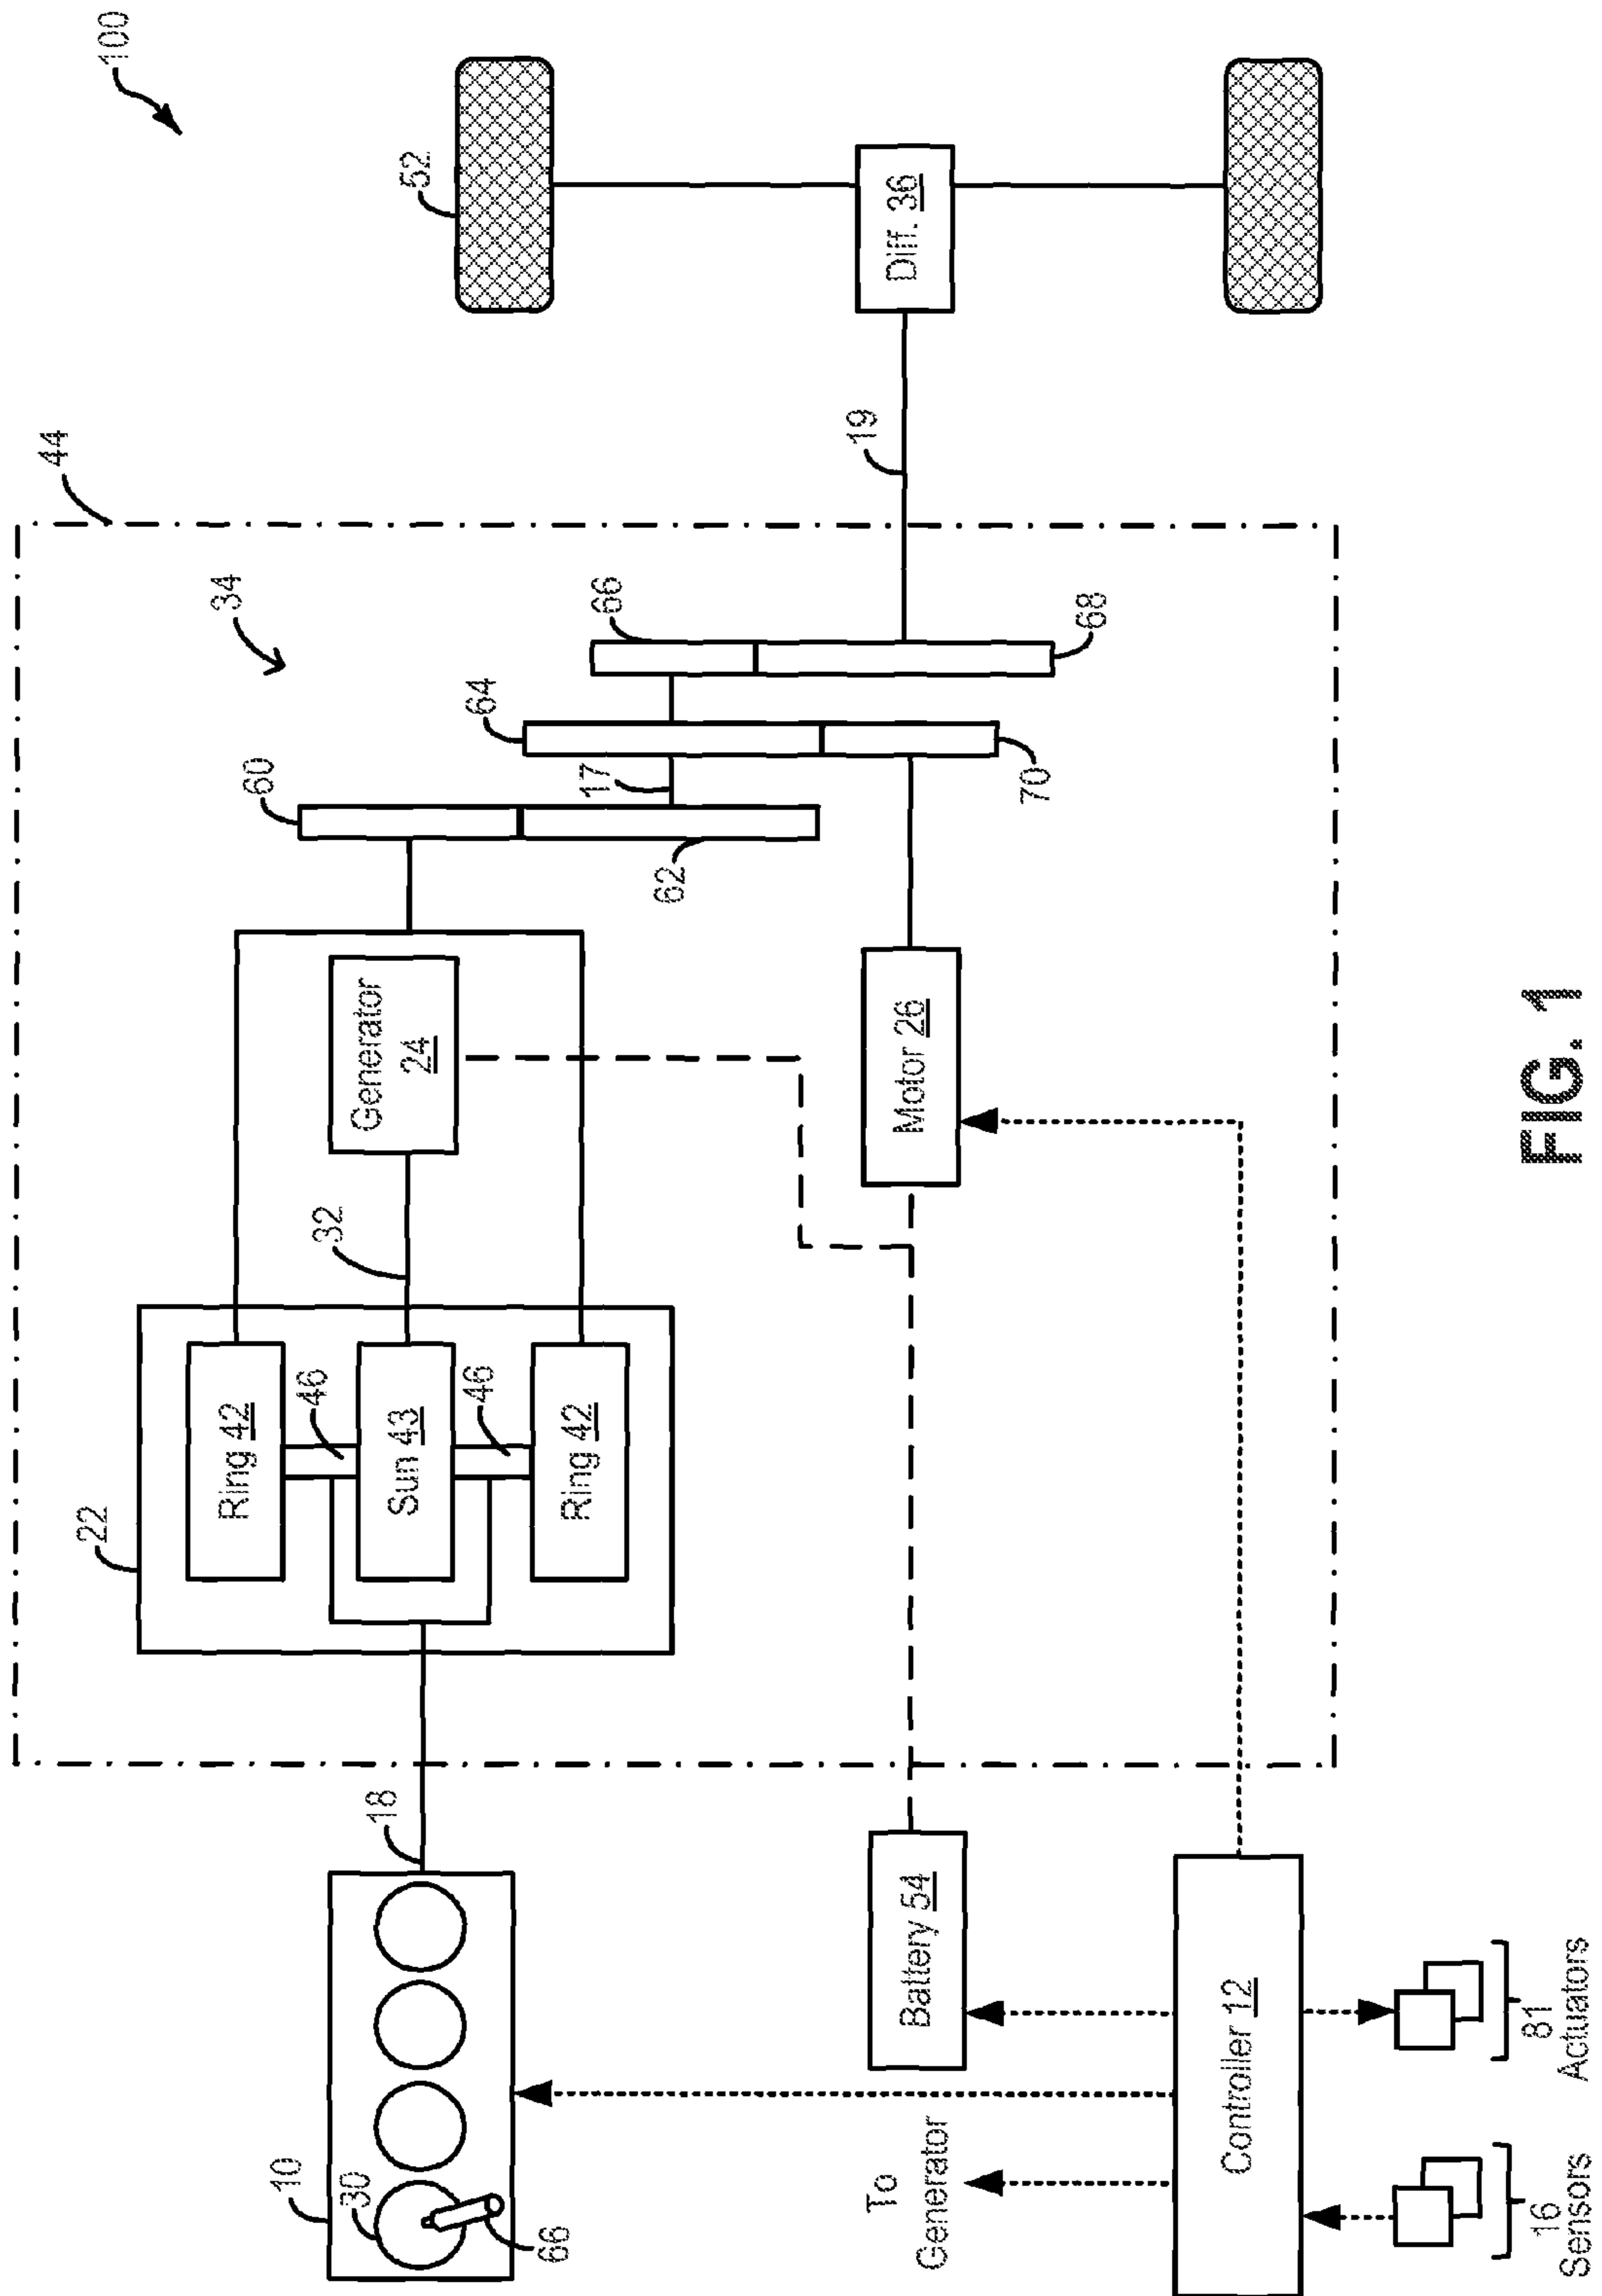 100
44
52
34
22
60
64
66
Ring 42
46
Sun 43
46
Ring 42
32
Generator
24
17
62
70
68
19
Diff. 36
10
30
66
18
Motor 26
Battery 54
To
Generator
Controller 12
16
Sensors
81
Actuators
FIG. 1